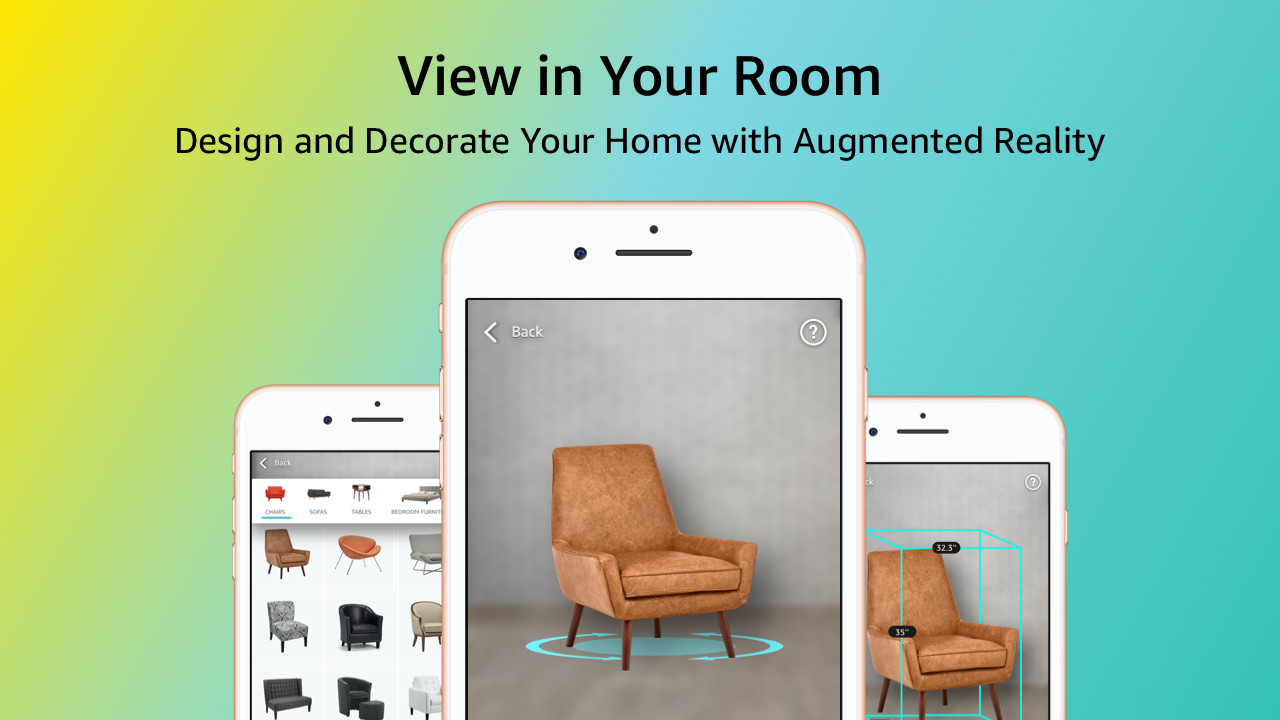 View in Your Room
Design and Decorate Your Home with Augmented Reality
Back
?
Back
CHAIRS
SOFAS
TABLES
BEDROOM FURNIT
ck
?
32.3"
35"